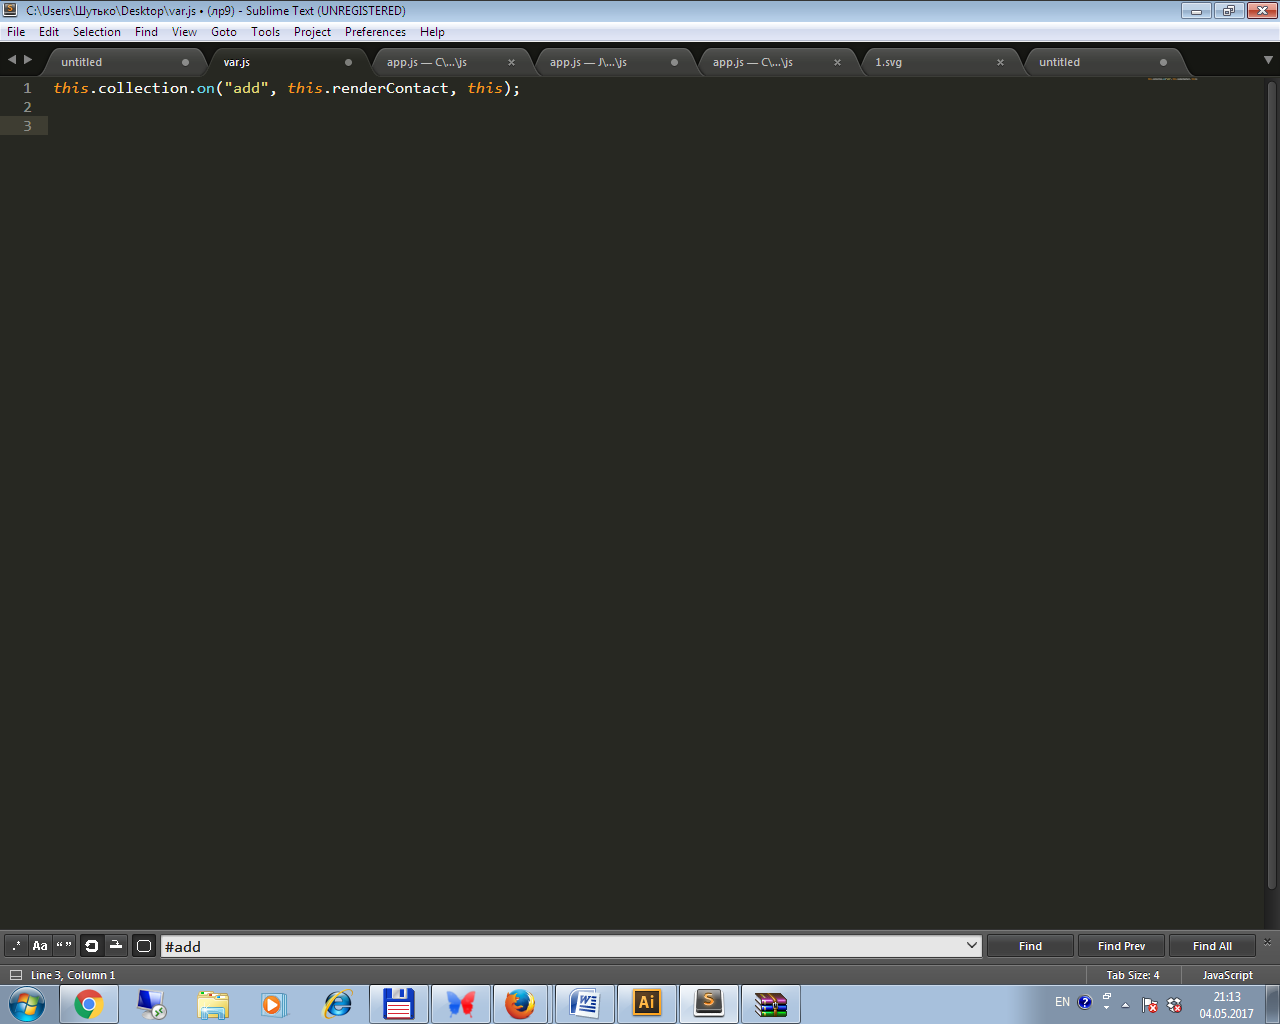 C:\Users\Шутько\Desktop\var.js • (лр9) - Sublime Text (UNREGISTERED)
File Edit Selection Find View Goto Tools Project Preferences Help
untitled var.js app.js — C\...\js app.js — J\...\js app.js — C\...\js 1.svg untitled
1 this.collection.on("add", this.renderContact, this);
2
3
.* Aa “ ” #add Find Find Prev Find All
Line 3, Column 1 Tab Size: 4 JavaScript
Ai S EN 21:13
04.05.2017